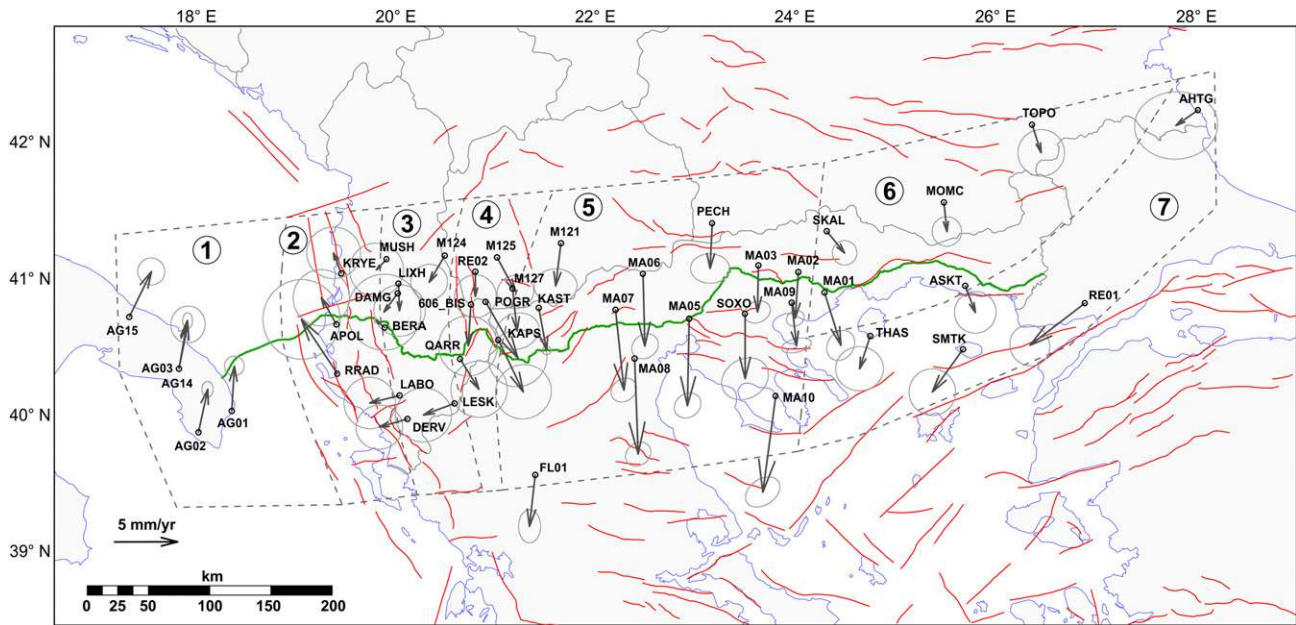 18° E 20° E 22° E 24° E 26° E 28° E
42° N
41° N
40° N
39° N
AHTG
TOPO
6
MOMC
7
3
4
5
PECH
SKAL
1
2
MUSH
M124
M125
M121
KRYE
LIXH
RE02
M127
MA06
MA03
MA02
MA01
DAMG
606_BIS
POGR
KAST
MA07
MA05
SOXO
MA09
ASKT
RE01
AG15
APOL
BERA
QARR
KAPS
THAS
SMTK
AG03
AG14
RRAD
LABO
LESK
MA08
MA10
AG02
AG01
DERV
FL01
5 mm/yr
km
0 25 50 100 150 200